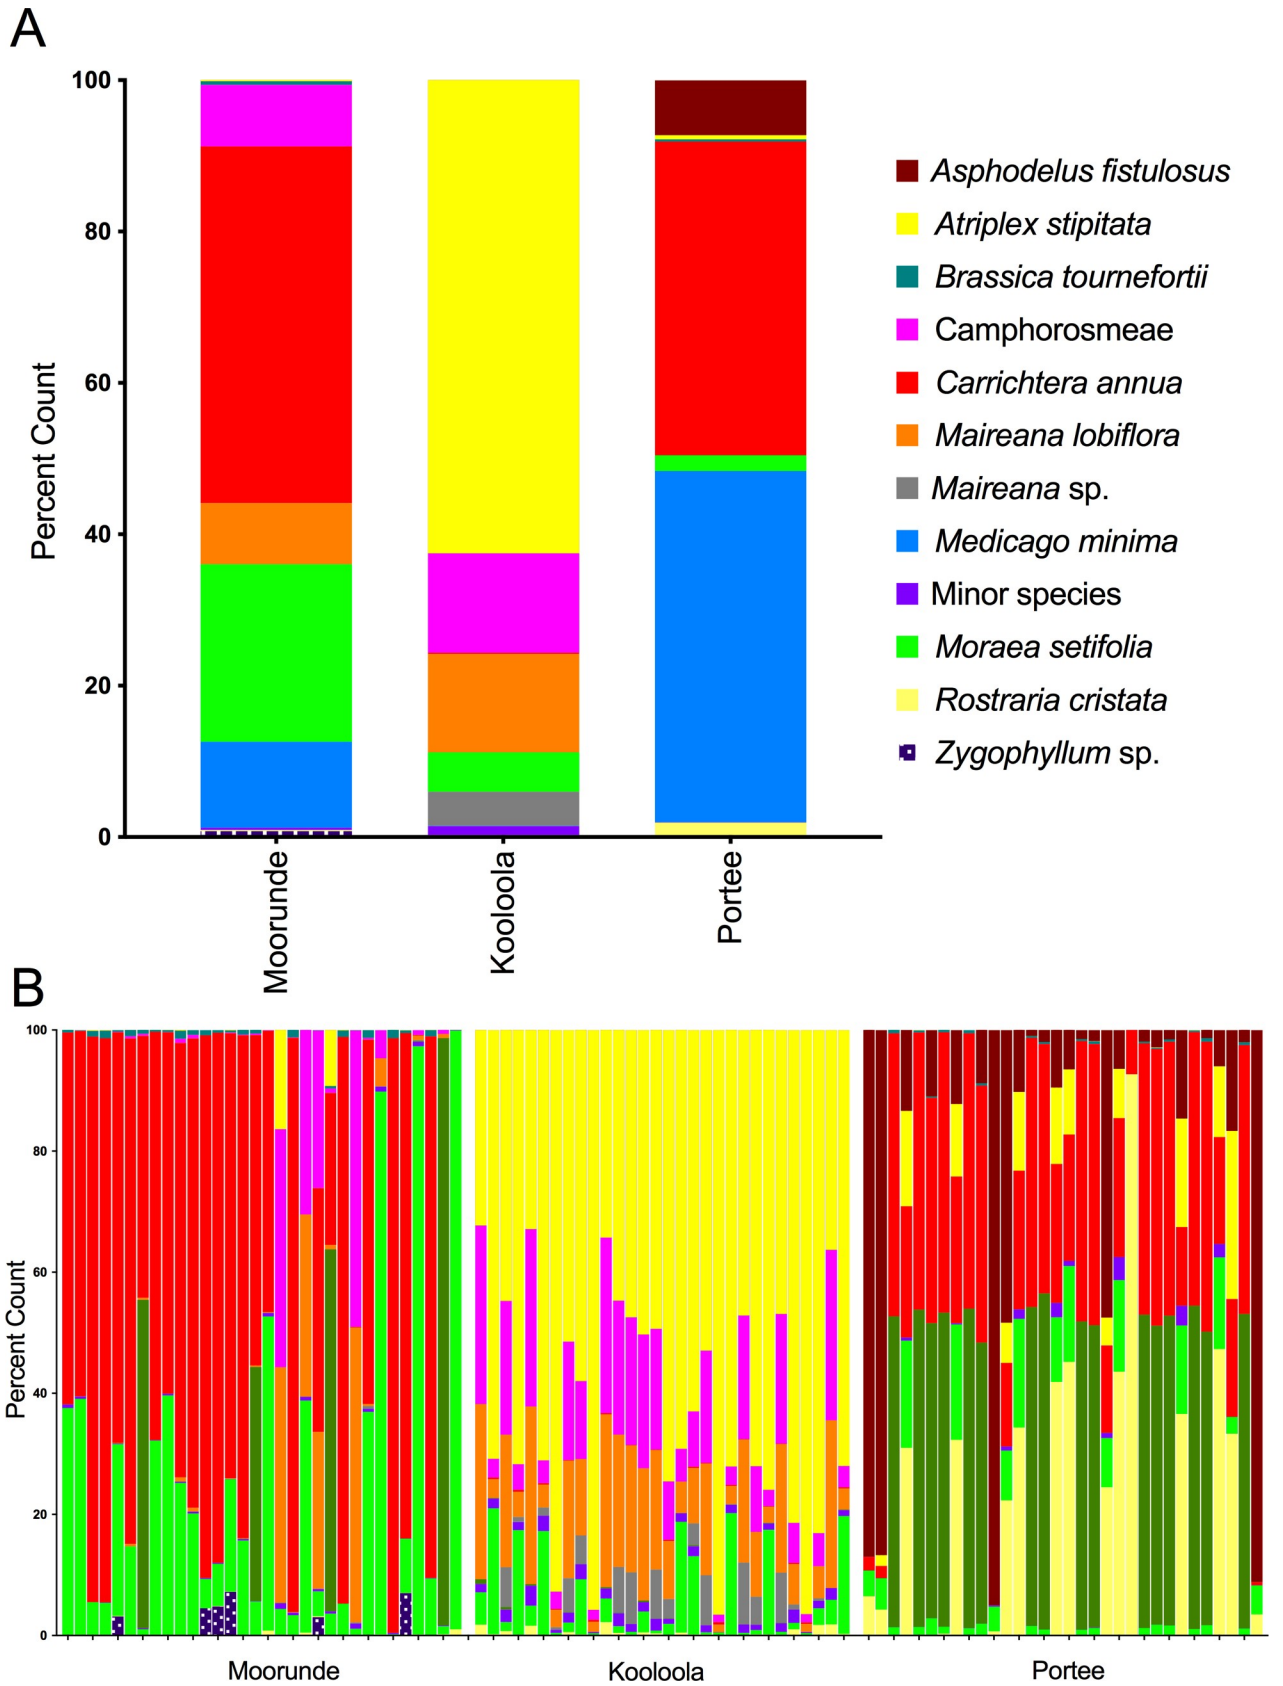 A
Percent Count
100
80
60
40
20
0
Moorunde
Kooloola
Portee
Asphodelus fistulosus
Atriplex stipitata
Brassica tournefortii
Camphorosmeae
Carrichtera annua
Maireana lobiflora
Maireana sp.
Medicago minima
Minor species
Moraea setifolia
Rostraria cristata
Zygophyllum sp.
B
Percent Count
100
80
60
40
20
0
Moorunde
Kooloola
Portee